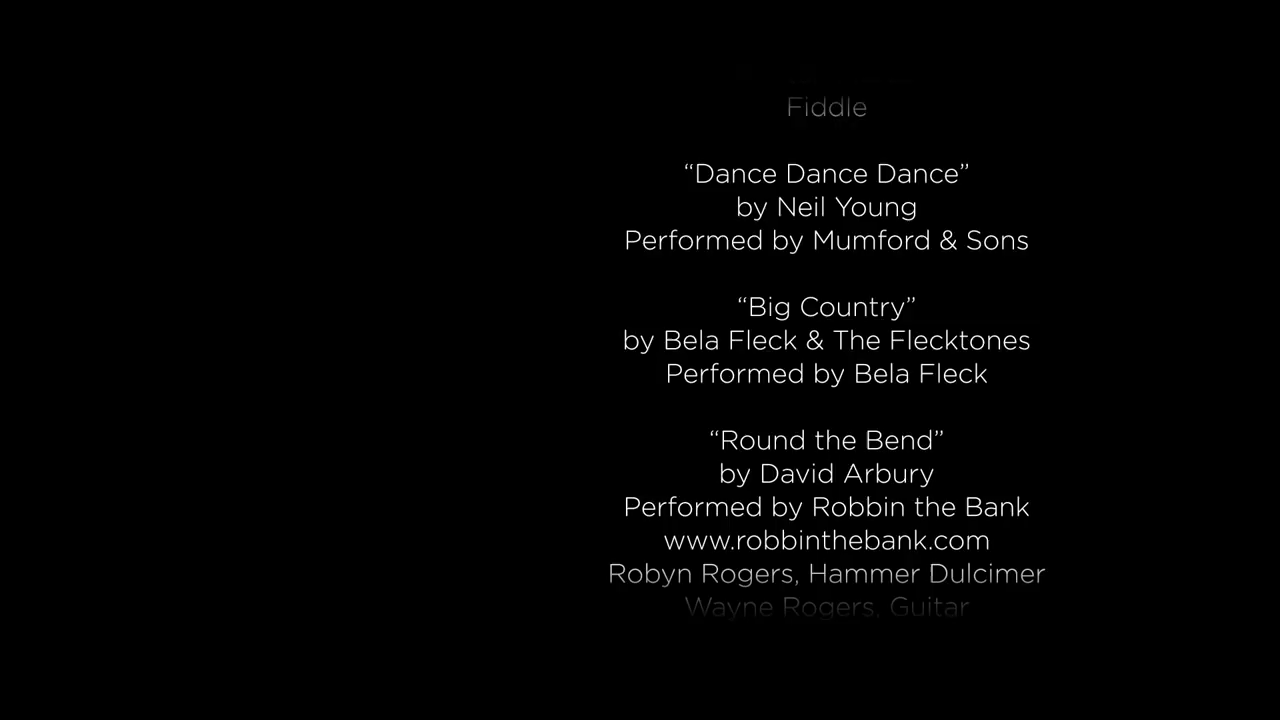 Fiddle
“Dance Dance Dance”
by Neil Young
Performed by Mumford & Sons
“Big Country”
by Bela Fleck & The Flecktones
Performed by Bela Fleck
“Round the Bend”
by David Arbury
Performed by Robbin the Bank
www.robbinthebank.com
Robyn Rogers, Hammer Dulcimer
Wayne Rogers, Guitar